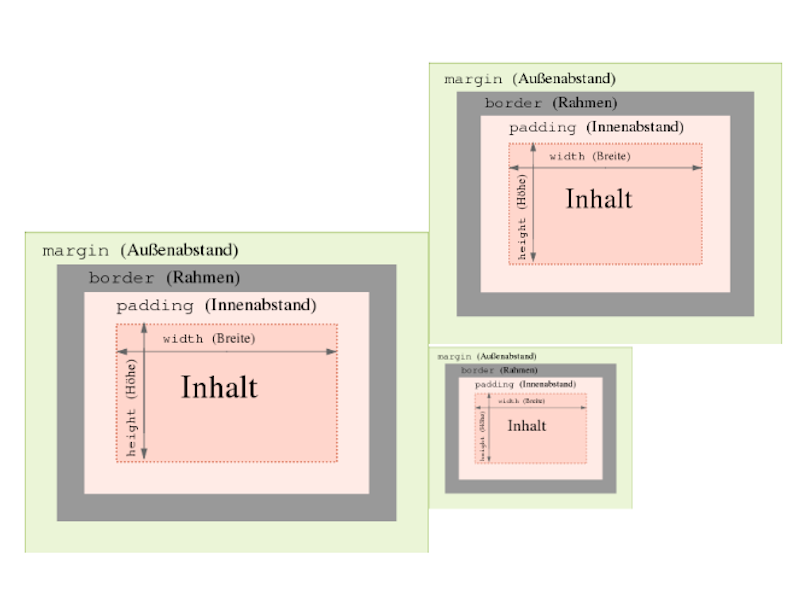 margin (Außenabstand)
border (Rahmen)
padding (Innenabstand)
width (Breite)
height (Höhe)
Inhalt
margin (Außenabstand)
border (Rahmen)
padding (Innenabstand)
width (Breite)
height (Höhe)
Inhalt
margin (Außenabstand)
border (Rahmen)
padding (Innenabstand)
width (Breite)
height (Höhe)
Inhalt